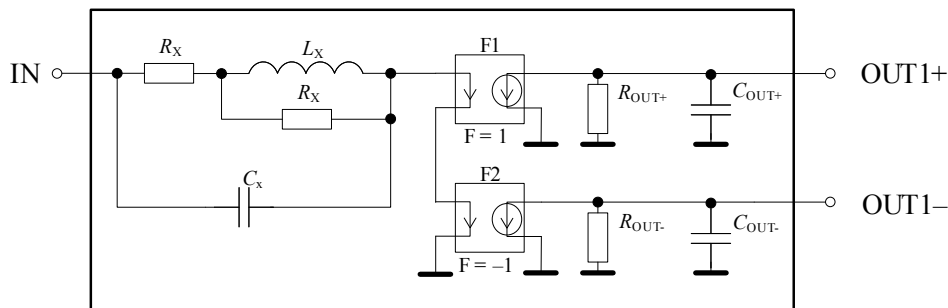 IN
R_X
L_X
R_X
C_x
F1
F = 1
R_OUT+
C_OUT+
OUT1+
F2
F = –1
R_OUT-
C_OUT-
OUT1–